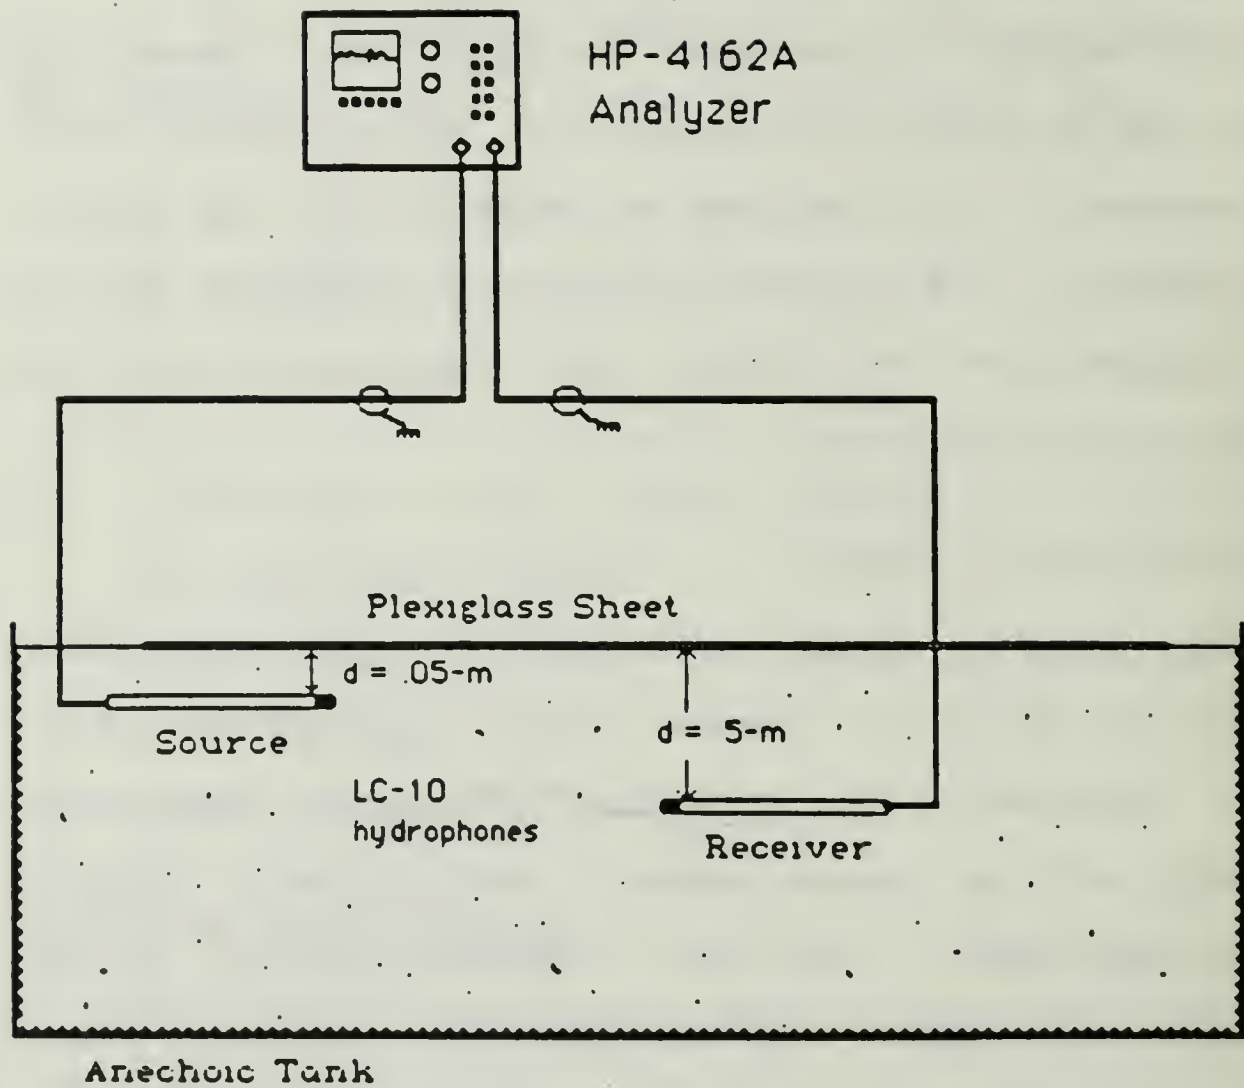 HP-4162A
Analyzer
Plexiglass Sheet
d = .05-m
Source
d = 5-m
LC-10
hydrophones
Receiver
Anechoic Tank